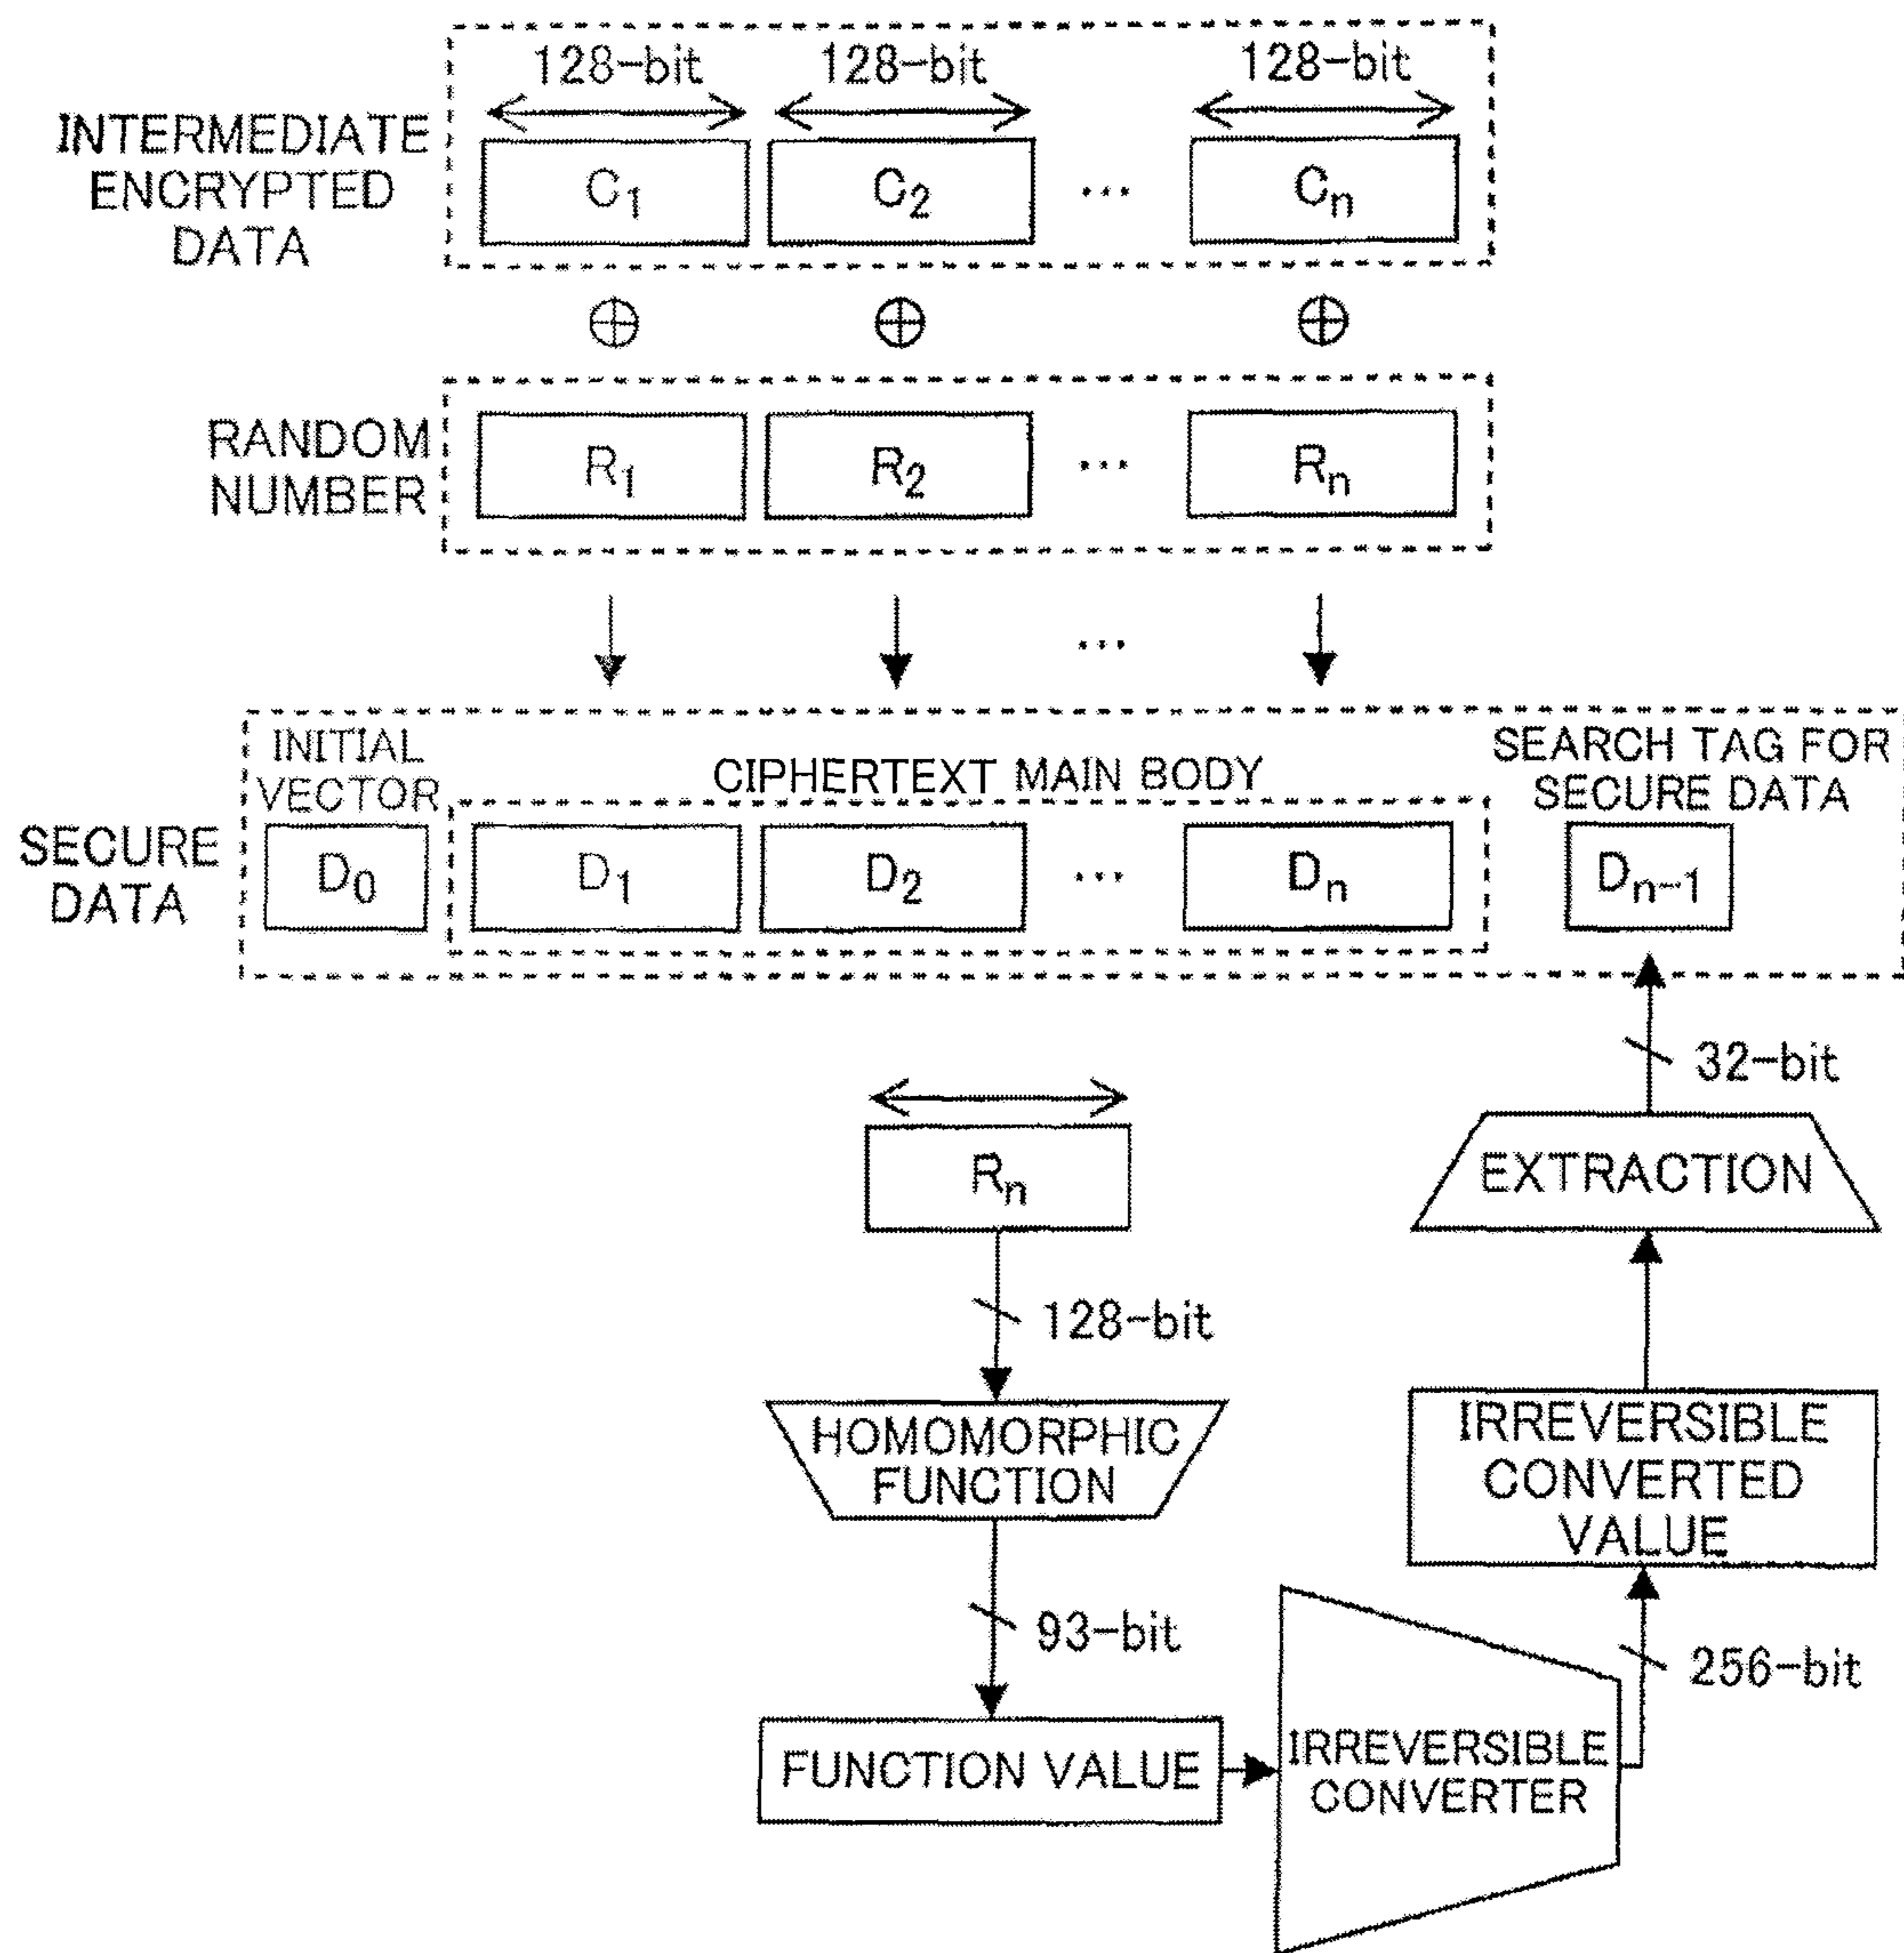 128-bit 128-bit 128-bit
INTERMEDIATE
ENCRYPTED
DATA
C1 C2 ... Cn
⊕ ⊕ ⊕
RANDOM
NUMBER
R1 R2 ... Rn
...
SECURE
DATA
INITIAL
VECTOR
CIPHERTEXT MAIN BODY
SEARCH TAG FOR
SECURE DATA
D0 D1 D2 ... Dn Dn-1
32-bit
EXTRACTION
Rn
128-bit
HOMOMORPHIC
FUNCTION
93-bit
FUNCTION VALUE
IRREVERSIBLE
CONVERTER
256-bit
IRREVERSIBLE
CONVERTED
VALUE